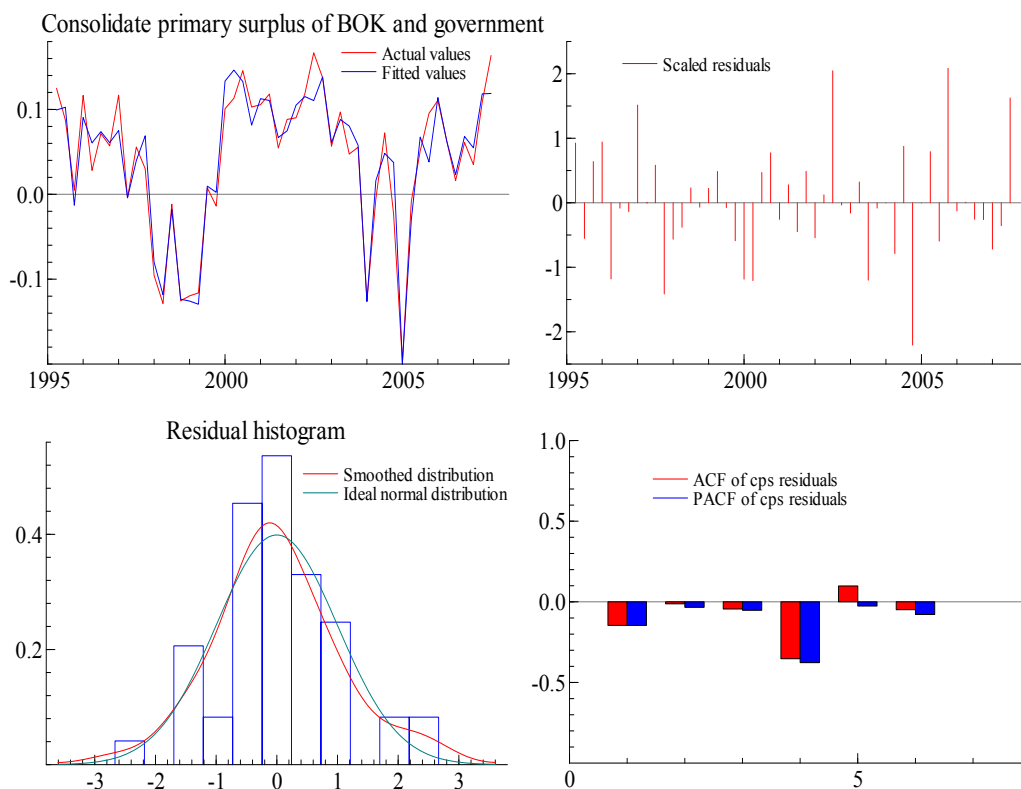 Consolidate primary surplus of BOK and government
Actual values
Fitted values
0.1
0.0
-0.1
1995 2000 2005
Scaled residuals
2
1
0
-1
-2
1995 2000 2005
Residual histogram
Smoothed distribution
Ideal normal distribution
0.4
0.2
-3 -2 -1 0 1 2 3
1.0
ACF of cps residuals
PACF of cps residuals
0.5
0.0
-0.5
0 5